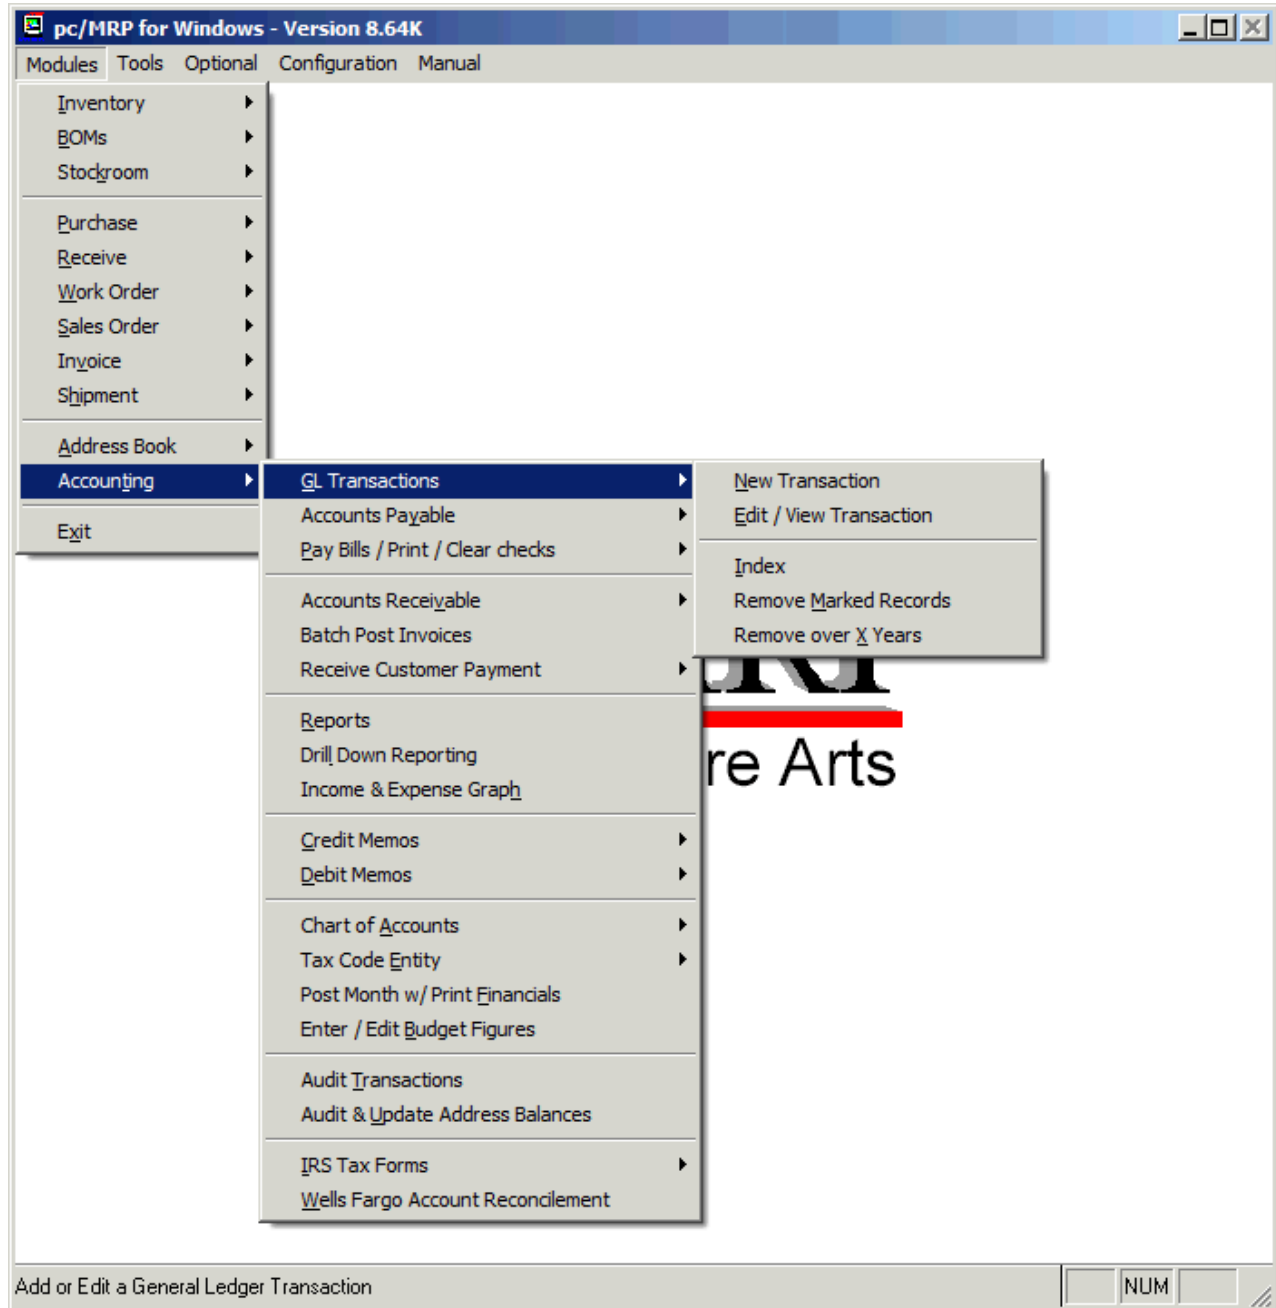 pc/MRP for Windows - Version 8.64K
Modules Tools Optional Configuration Manual
Inventory
BOMs
Stockroom
Purchase
Receive
Work Order
Sales Order
Invoice
Shipment
Address Book
Accounting
Exit
GL Transactions
Accounts Payable
Pay Bills / Print / Clear checks
Accounts Receivable
Batch Post Invoices
Receive Customer Payment
Reports
Drill Down Reporting
Income & Expense Graph
Credit Memos
Debit Memos
Chart of Accounts
Tax Code Entity
Post Month w/ Print Financials
Enter / Edit Budget Figures
Audit Transactions
Audit & Update Address Balances
IRS Tax Forms
Wells Fargo Account Reconcilement
New Transaction
Edit / View Transaction
Index
Remove Marked Records
Remove over X Years
re Arts
Add or Edit a General Ledger Transaction
NUM